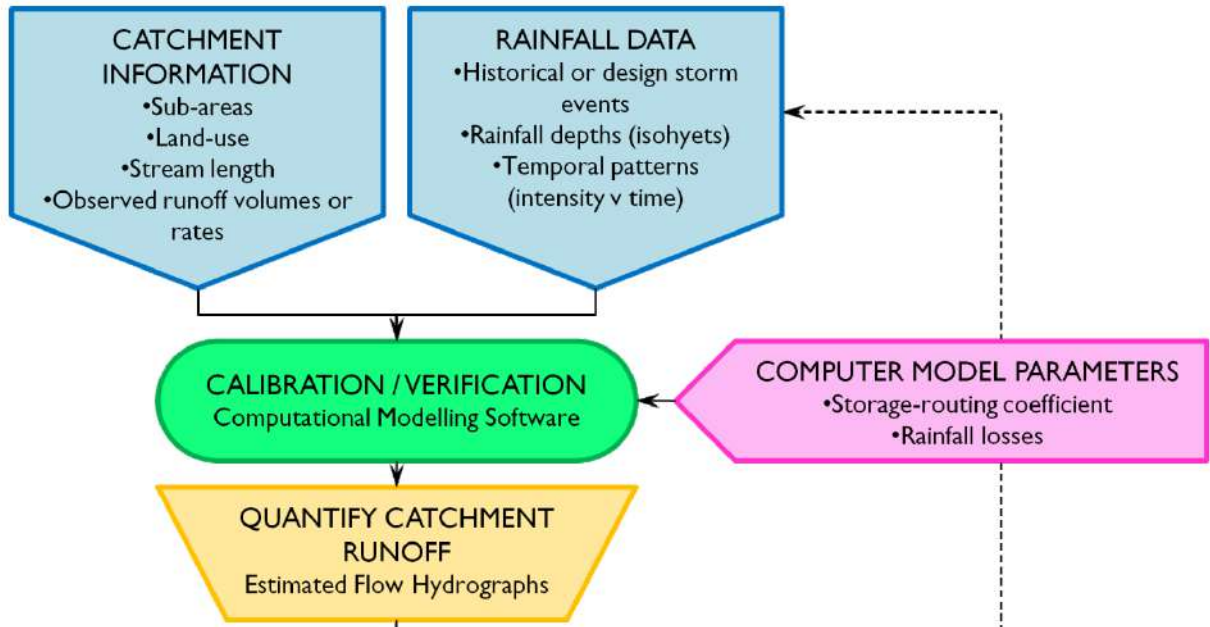 CATCHMENT
INFORMATION
•Sub-areas
•Land-use
•Stream length
•Observed runoff volumes or
rates
RAINFALL DATA
•Historical or design storm
events
•Rainfall depths (isohyets)
•Temporal patterns
(intensity v time)
CALIBRATION / VERIFICATION
Computational Modelling Software
COMPUTER MODEL PARAMETERS
•Storage-routing coefficient
•Rainfall losses
QUANTIFY CATCHMENT
RUNOFF
Estimated Flow Hydrographs